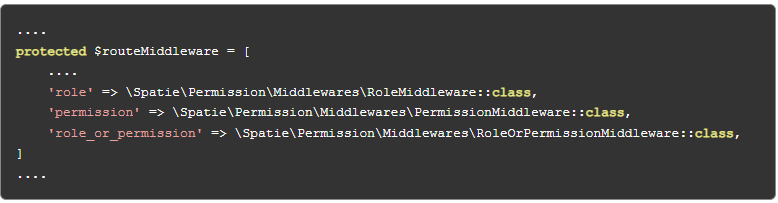 ....
protected $routeMiddleware = [
    ....
    'role' => \Spatie\Permission\Middlewares\RoleMiddleware::class,
    'permission' => \Spatie\Permission\Middlewares\PermissionMiddleware::class,
    'role_or_permission' => \Spatie\Permission\Middlewares\RoleOrPermissionMiddleware::class,
]
....